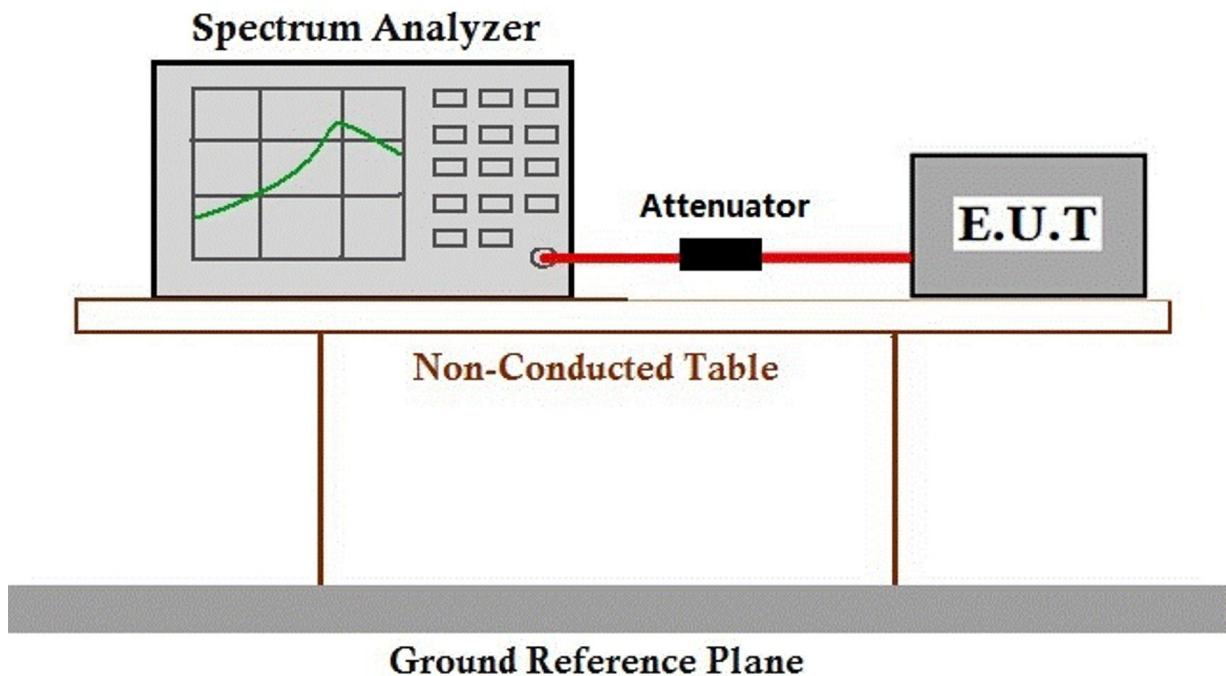 Spectrum Analyzer
Attenuator
E.U.T
Non-Conducted Table
Ground Reference Plane